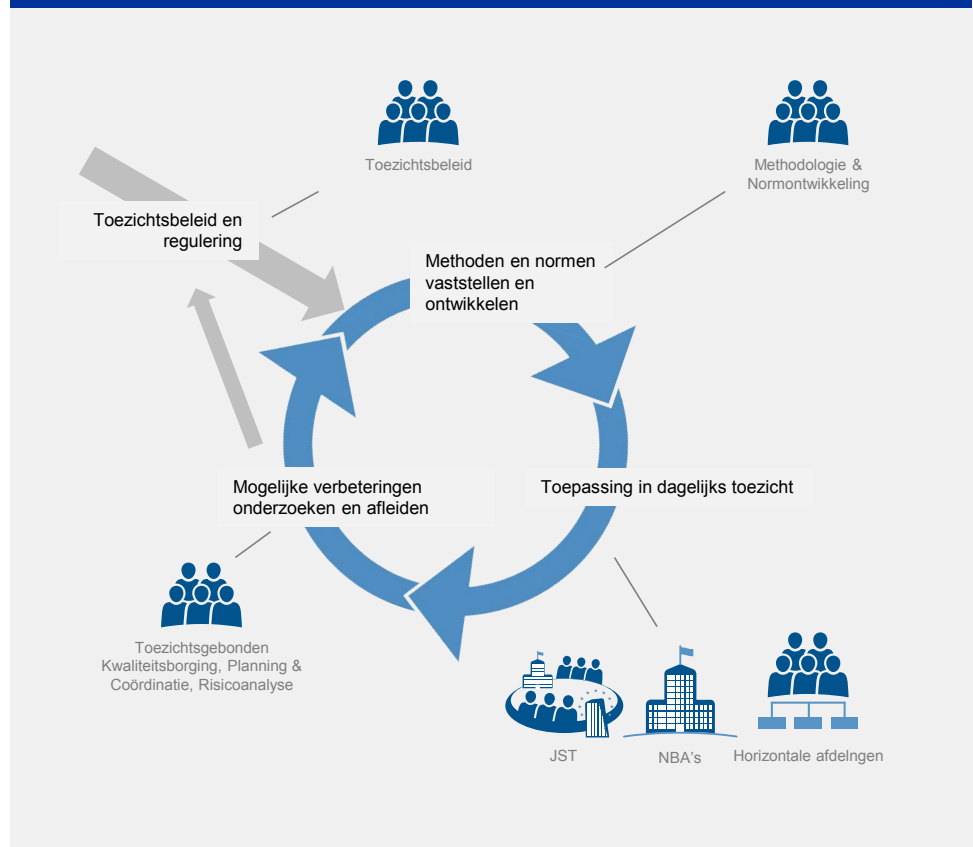 Toezichtsbeleid
Methodologie &
Normontwikkeling
Toezichtsbeleid en
regulering
Methoden en normen
vaststellen en
ontwikkelen
Mogelijke verbeteringen
onderzoeken en afleiden
Toepassing in dagelijks toezicht
Toezichtsgebonden
Kwaliteitsborging, Planning &
Coördinatie, Risicoanalyse
JST
NBA's
Horizontale afdelngen